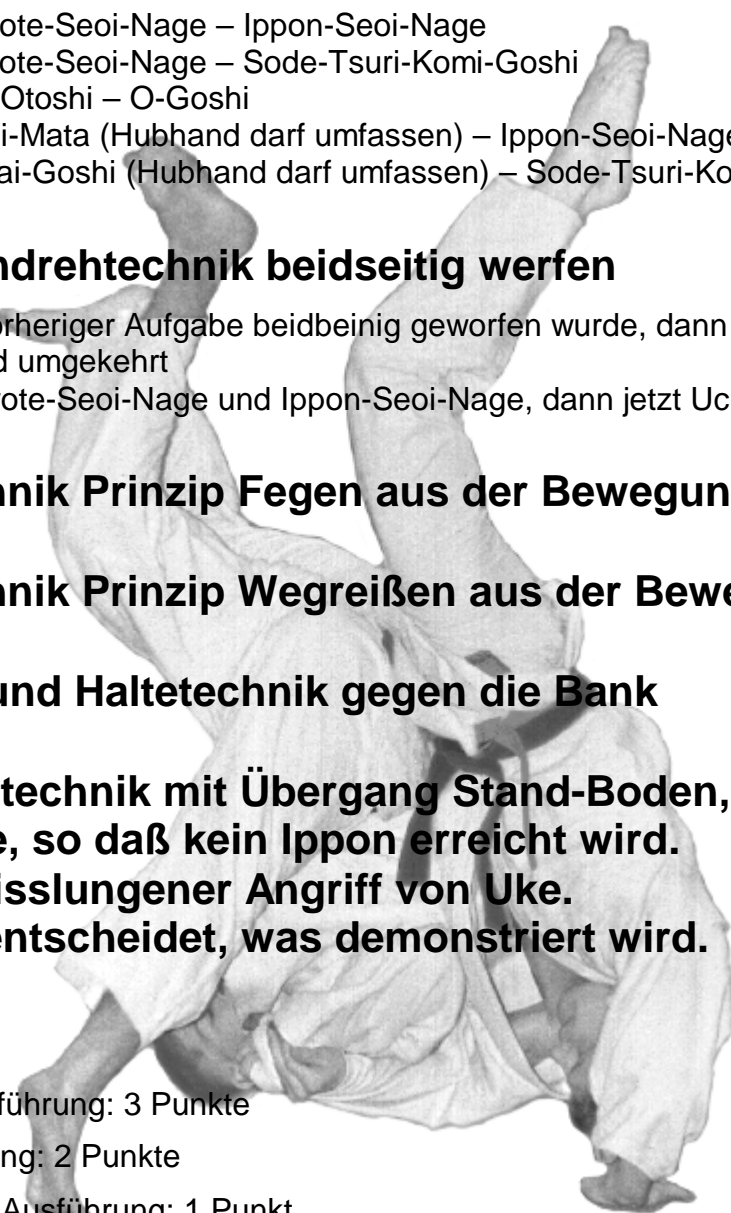 ote-Seoi-Nage – Ippon-Seoi-Nage
ote-Seoi-Nage – Sode-Tsuri-Komi-Goshi
Otoshi – O-Goshi
i-Mata (Hubhand darf umfassen) – Ippon-Seoi-Nage
ai-Goshi (Hubhand darf umfassen) – Sode-Tsuri-Ko
ndrehtechnik beidseitig werfen
orheriger Aufgabe beidbeinig geworfen wurde, dann
d umgekehrt
ote-Seoi-Nage und Ippon-Seoi-Nage, dann jetzt Uc
hnik Prinzip Fegen aus der Bewegun
hnik Prinzip Wegreißen aus der Bewe
und Haltetechnik gegen die Bank
technik mit Übergang Stand-Boden,
e, so daß kein Ippon erreicht wird.
isslungener Angriff von Uke.
entscheidet, was demonstriert wird.
führung: 3 Punkte
ng: 2 Punkte
Ausführung: 1 Punkt